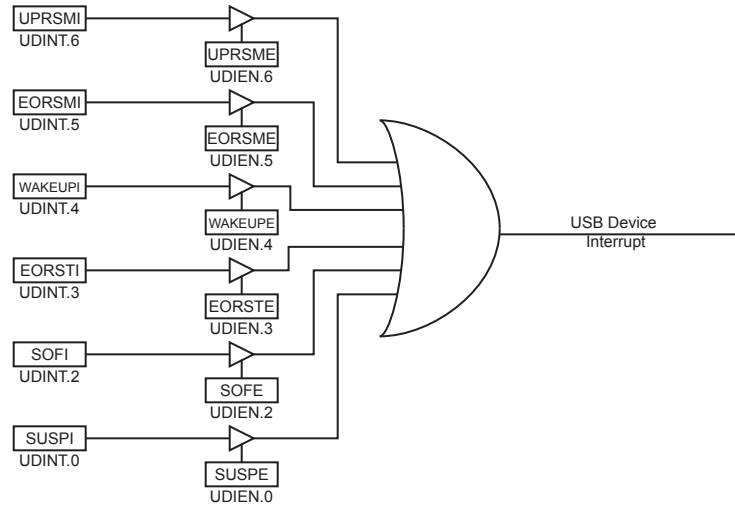 UPRSMI
UDINT.6
UPRSME
UDIEN.6
EORSMI
UDINT.5
EORSME
UDIEN.5
WAKEUPI
UDINT.4
WAKEUPE
UDIEN.4
EORSTI
UDINT.3
EORSTE
UDIEN.3
SOFI
UDINT.2
SOFE
UDIEN.2
SUSPI
UDINT.0
SUSPE
UDIEN.0
USB Device
Interrupt